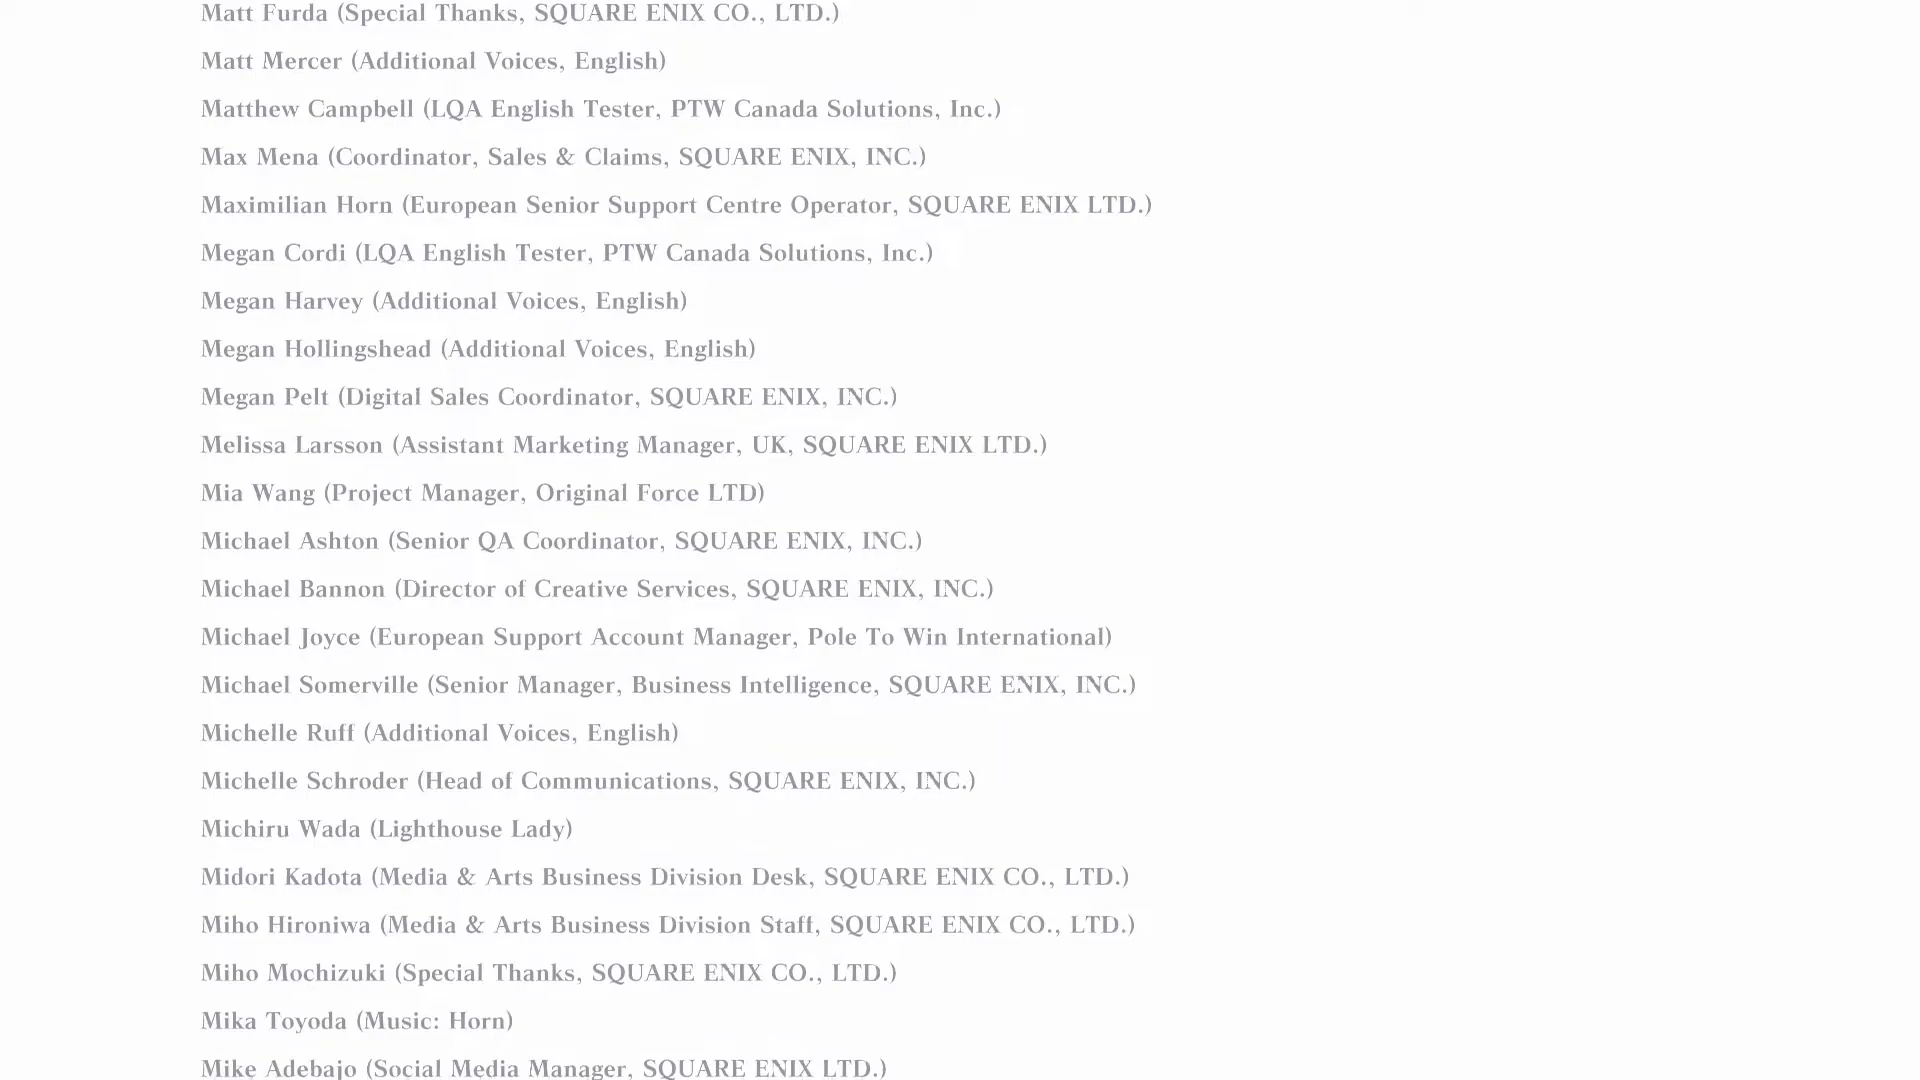 Matt Furda (Special Thanks, SQUARE ENIX CO., LTD.)
Matt Mercer (Additional Voices, English)
Matthew Campbell (LQA English Tester, PTW Canada Solutions, Inc.)
Max Mena (Coordinator, Sales & Claims, SQUARE ENIX, INC.)
Maximilian Horn (European Senior Support Centre Operator, SQUARE ENIX LTD.)
Megan Cordi (LQA English Tester, PTW Canada Solutions, Inc.)
Megan Harvey (Additional Voices, English)
Megan Hollingshead (Additional Voices, English)
Megan Pelt (Digital Sales Coordinator, SQUARE ENIX, INC.)
Melissa Larsson (Assistant Marketing Manager, UK, SQUARE ENIX LTD.)
Mia Wang (Project Manager, Original Force LTD)
Michael Ashton (Senior QA Coordinator, SQUARE ENIX, INC.)
Michael Bannon (Director of Creative Services, SQUARE ENIX, INC.)
Michael Joyce (European Support Account Manager, Pole To Win International)
Michael Somerville (Senior Manager, Business Intelligence, SQUARE ENIX, INC.)
Michelle Ruff (Additional Voices, English)
Michelle Schroder (Head of Communications, SQUARE ENIX, INC.)
Michiru Wada (Lighthouse Lady)
Midori Kadota (Media & Arts Business Division Desk, SQUARE ENIX CO., LTD.)
Miho Hironiwa (Media & Arts Business Division Staff, SQUARE ENIX CO., LTD.)
Miho Mochizuki (Special Thanks, SQUARE ENIX CO., LTD.)
Mika Toyoda (Music: Horn)
Mike Adebajo (Social Media Manager, SQUARE ENIX LTD.)